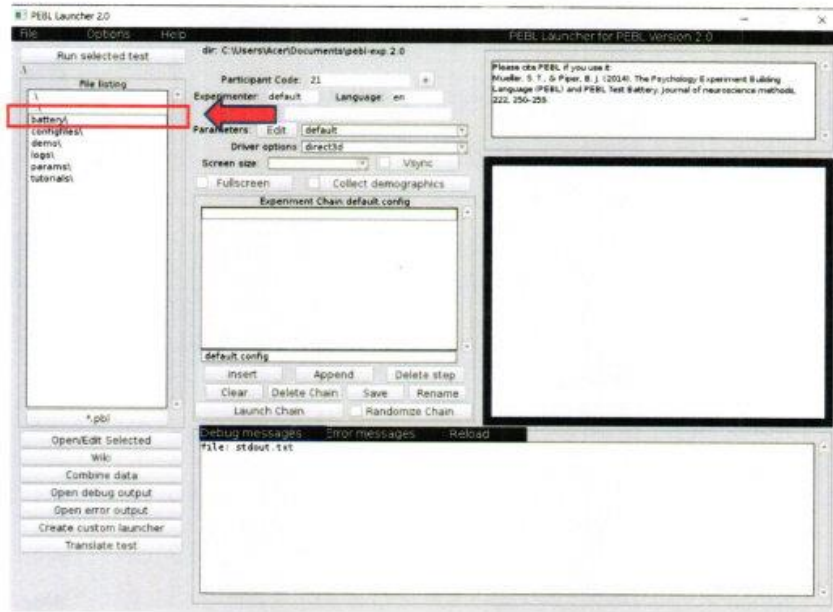 PEBL Launcher 2.0
File Options Help
PEBL Launcher for PEBL Version 2.0
Run selected test
\
File listing
\
..\
battery\
configfiles\
demo\
logs\
params\
tutorials\
*.pbl
Open/Edit Selected
Wiki
Combine data
Open debug output
Open error output
Create custom launcher
Translate test
dir: C:\Users\Acer\Documents\pebl-exp.2.0
Participant Code: 21 +
Experimenter: default Language: en
Parameters: Edit default
Driver options: direct3d
Screen size: Vsync
Fullscreen Collect demographics
Experiment Chain:default.config
default.config
Insert Append Delete step
Clear Delete Chain Save Rename
Launch Chain Randomize Chain
Please cite PEBL if you use it:
Mueller, S. T., & Piper, B. J. (2014). The Psychology Experiment Building
Language (PEBL) and PEBL Test Battery. Journal of neuroscience methods,
222, 250-259.
Debug messages Error messages Reload
file: stdout.txt